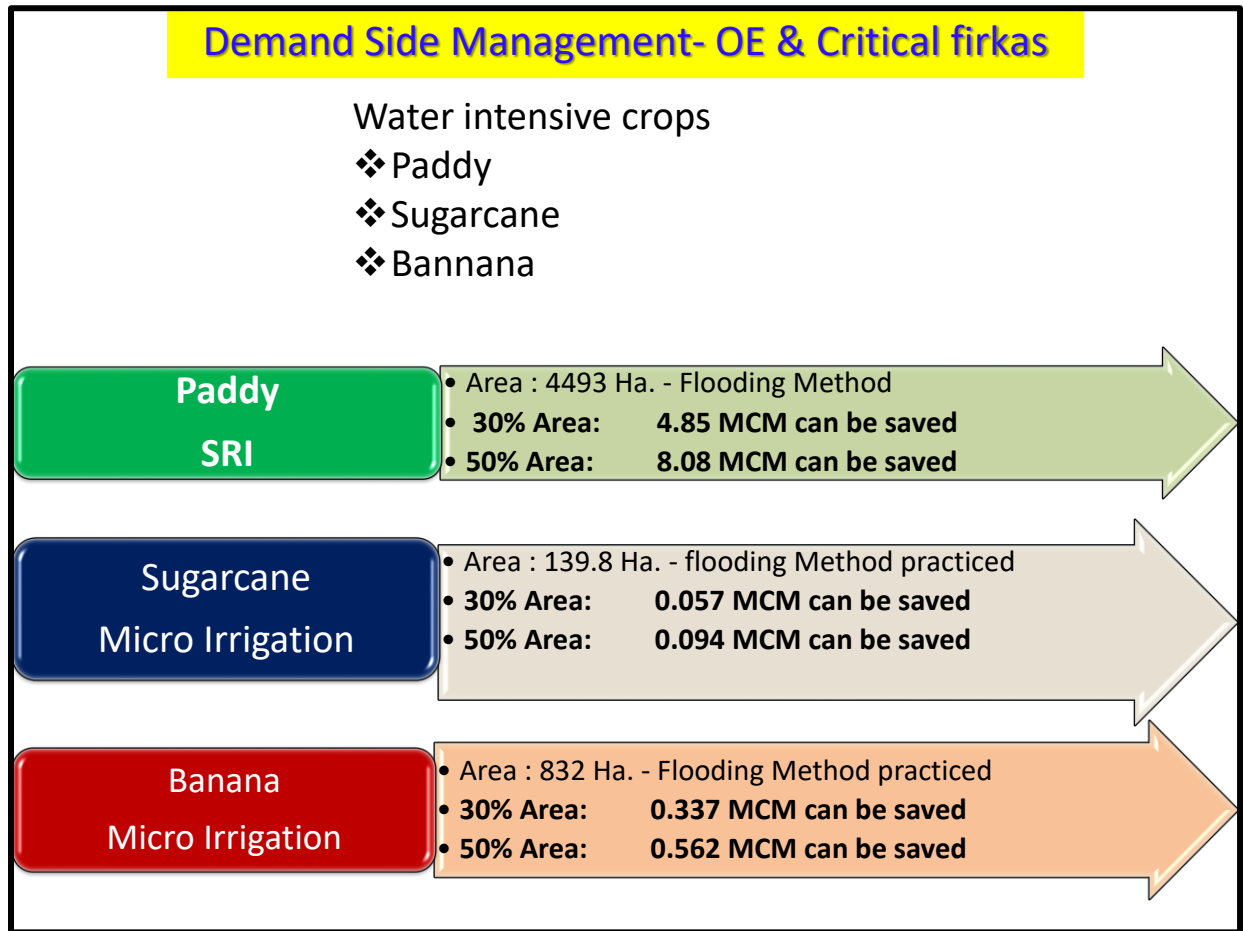 Demand Side Management- OE & Critical firkas
Water intensive crops
❖Paddy
❖Sugarcane
❖Bannana
Paddy
SRI
• Area : 4493 Ha. - Flooding Method
• 30% Area: 4.85 MCM can be saved
• 50% Area: 8.08 MCM can be saved
Sugarcane
Micro Irrigation
• Area : 139.8 Ha. - flooding Method practiced
• 30% Area: 0.057 MCM can be saved
• 50% Area: 0.094 MCM can be saved
Banana
Micro Irrigation
• Area : 832 Ha. - Flooding Method practiced
• 30% Area: 0.337 MCM can be saved
• 50% Area: 0.562 MCM can be saved